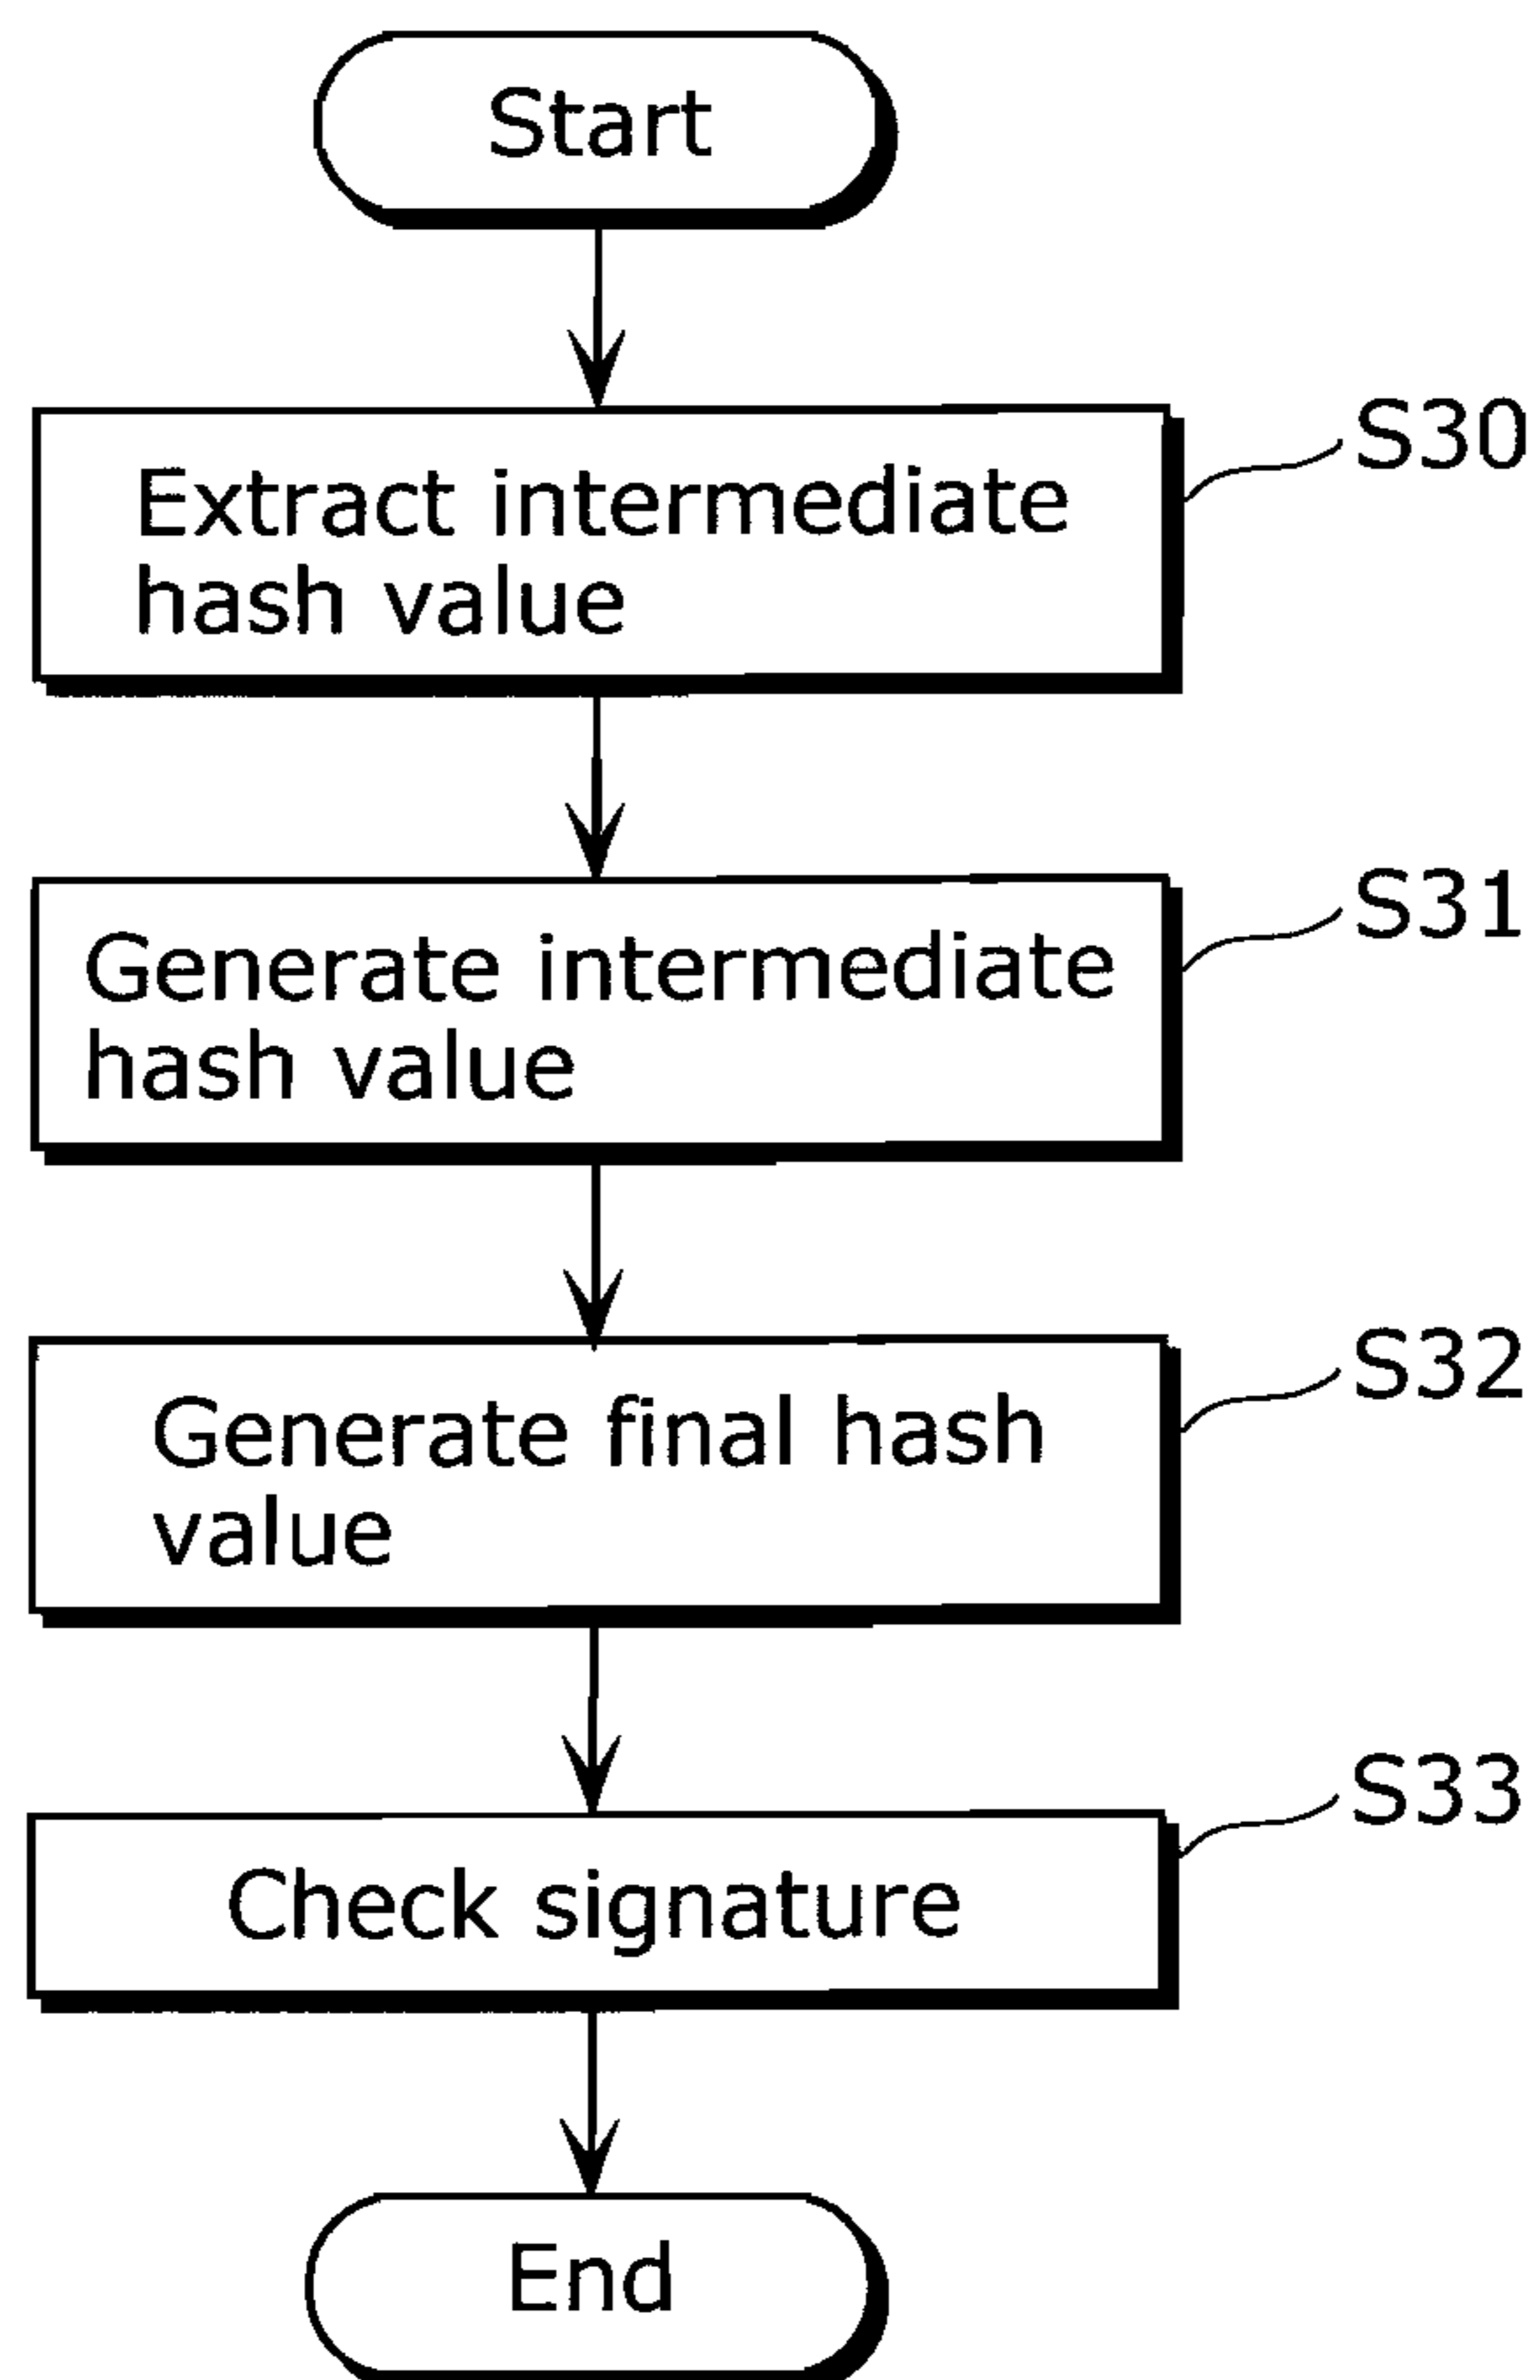 Start
S30
Extract intermediate
hash value
S31
Generate intermediate
hash value
S32
Generate final hash
value
S33
Check signature
End